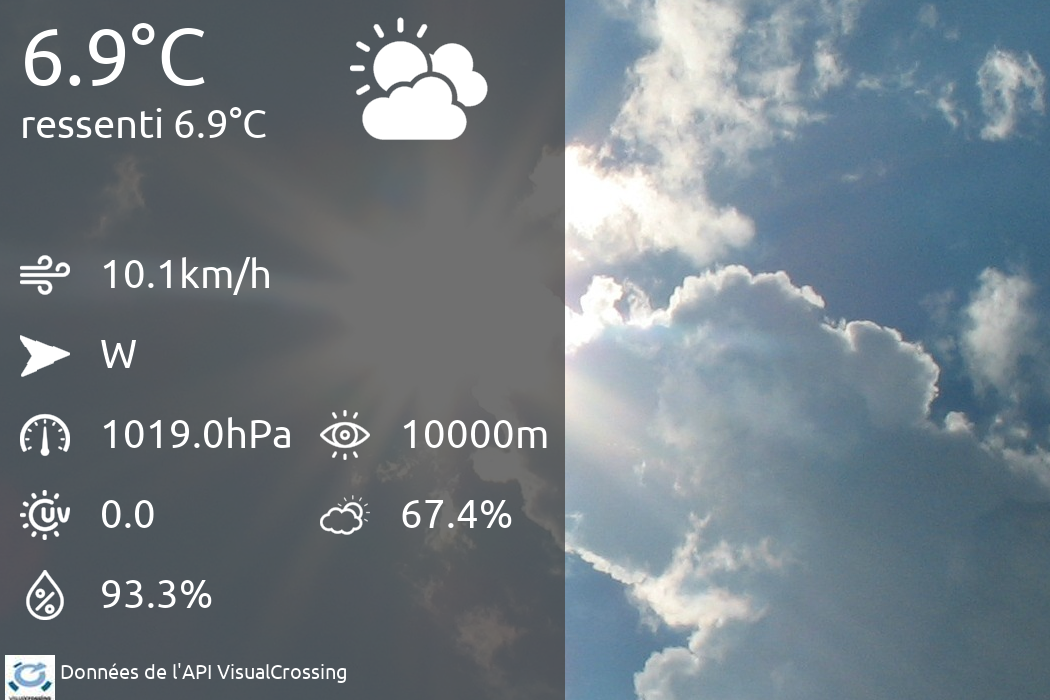 6.9°C
ressenti 6.9°C
10.1km/h
W
1019.0hPa 10000m
UV 0.0 67.4%
93.3%
Données de l'API VisualCrossing